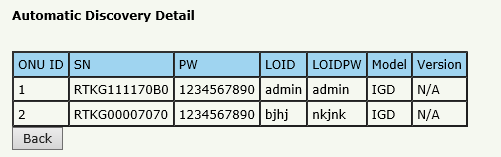 Automatic Discovery Detail
ONU ID SN PW LOID LOIDPW Model Version
1 RTKG111170B0 1234567890 admin admin IGD N/A
2 RTKG00007070 1234567890 bjhj nkjnk IGD N/A
Back